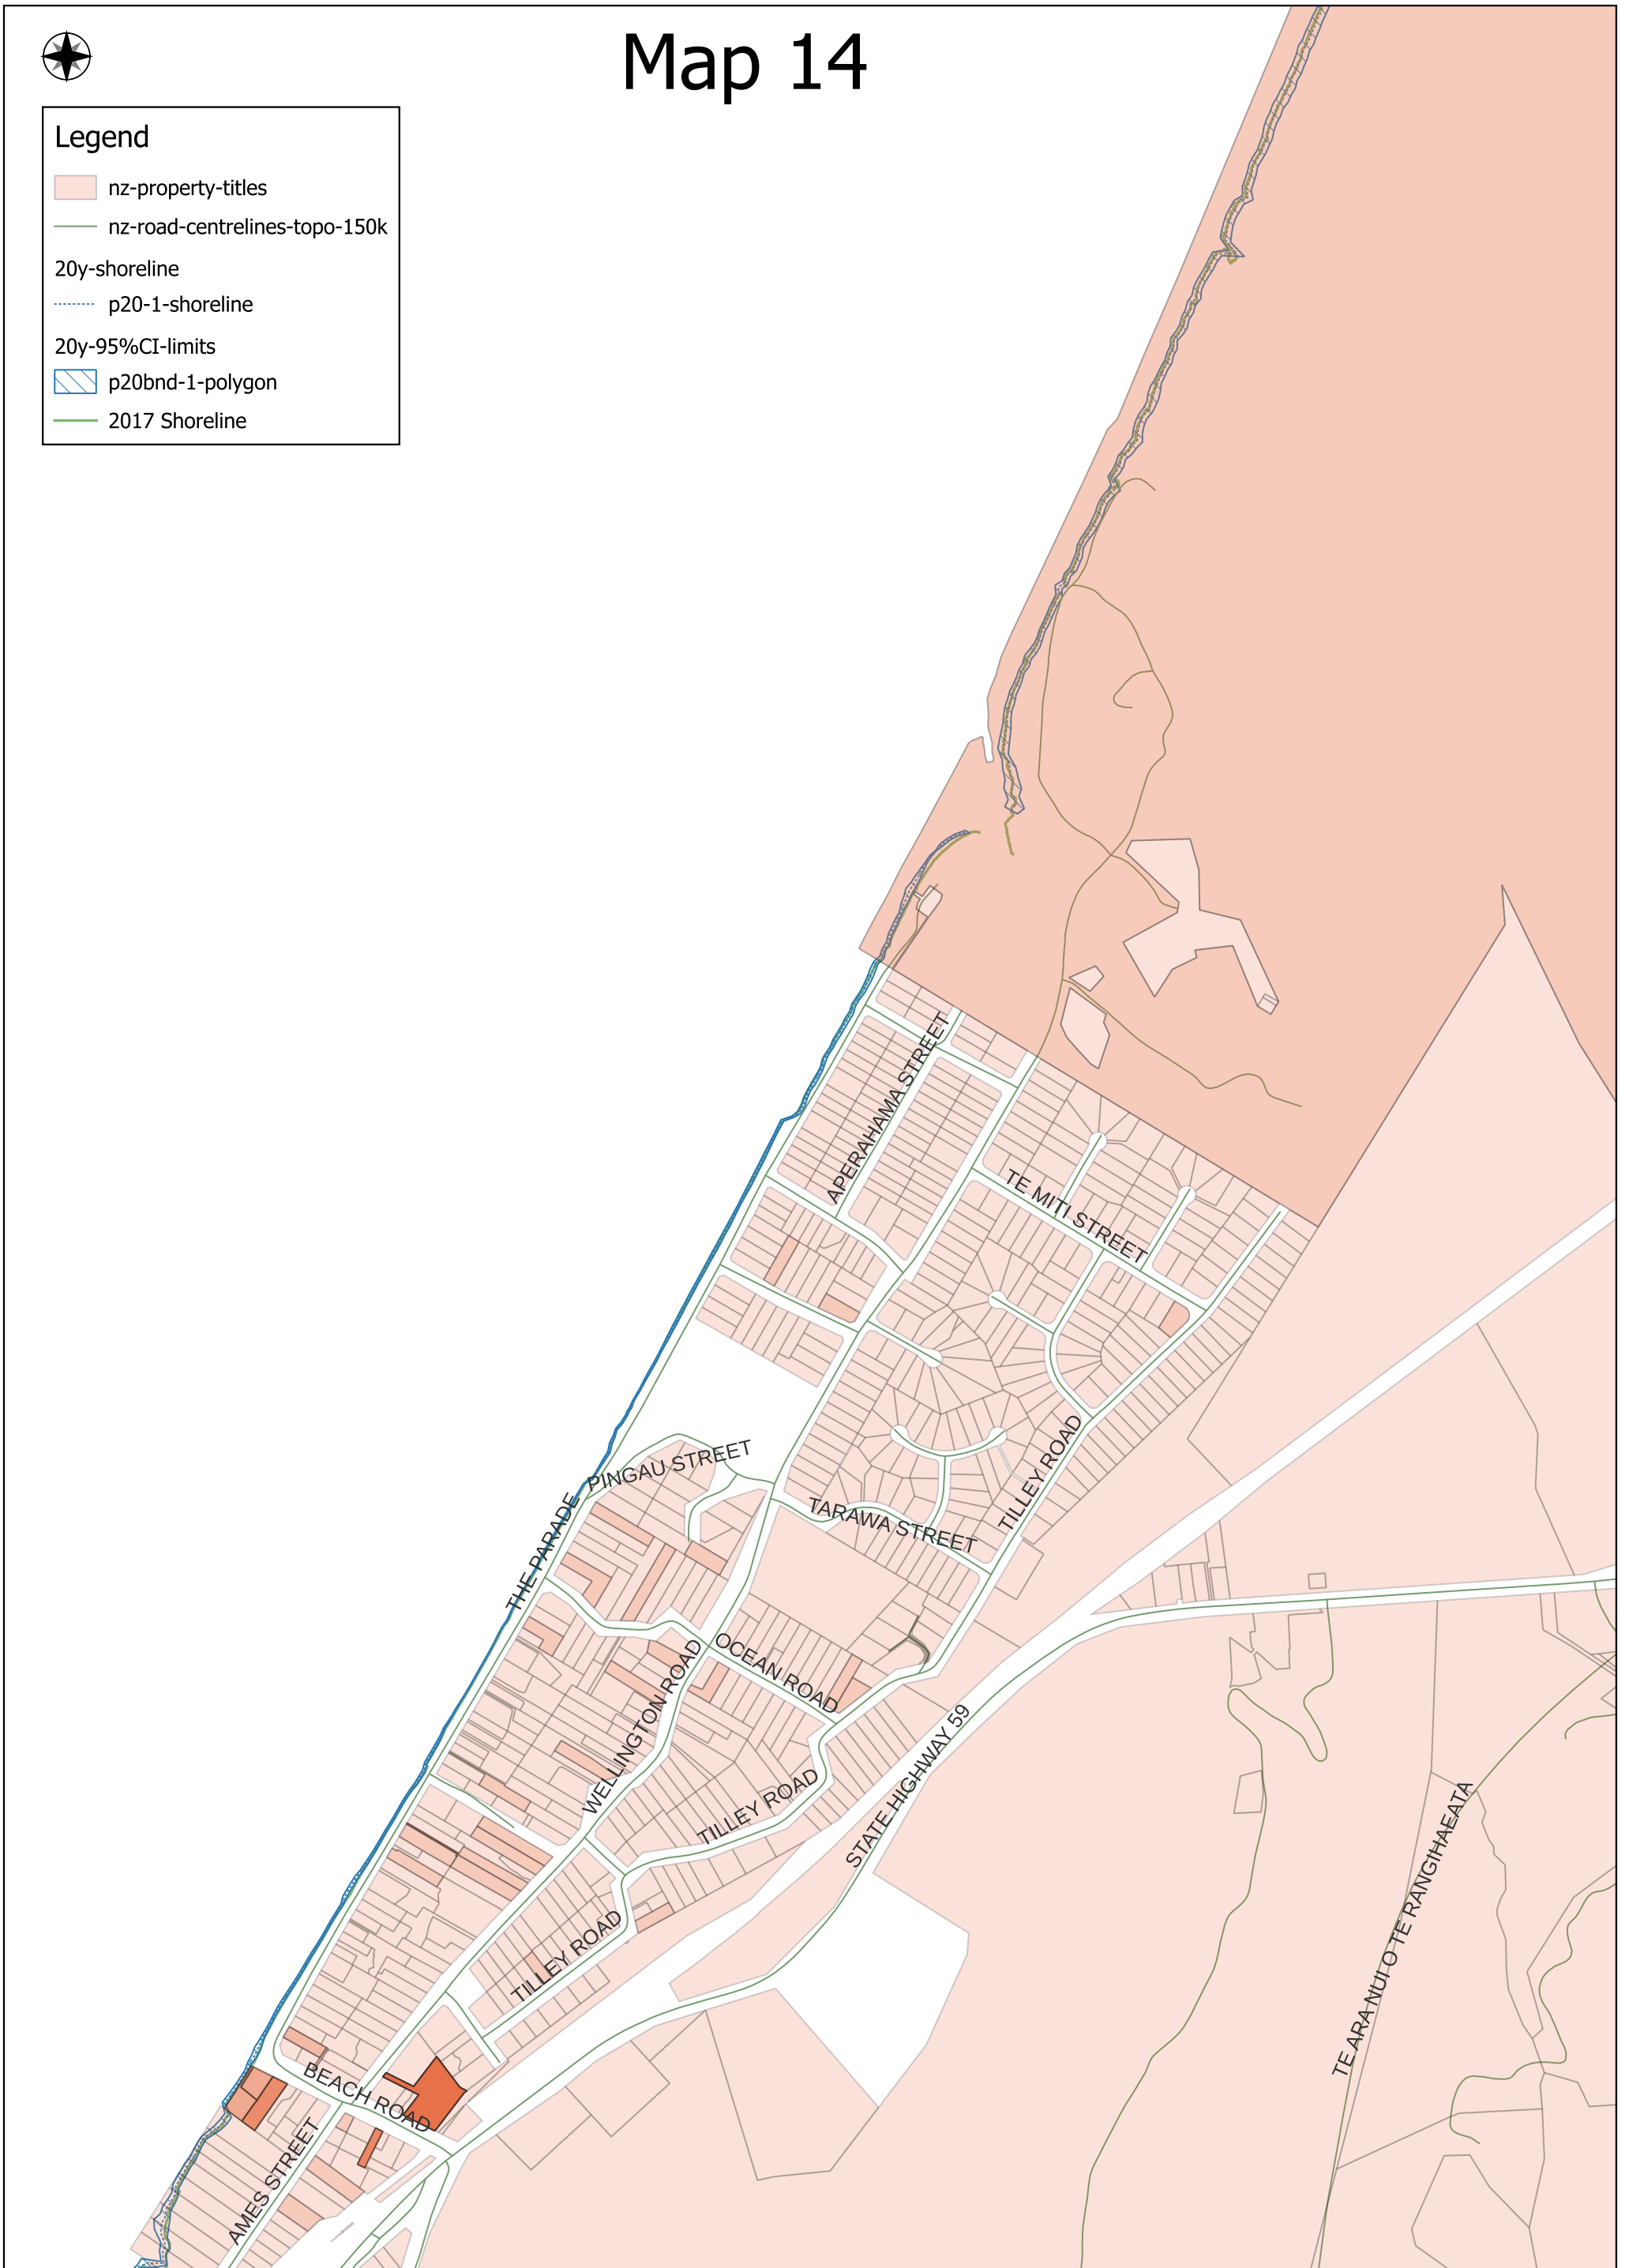 Map 14
Legend
nz-property-titles
nz-road-centrelines-topo-150k
20y-shoreline
p20-1-shoreline
20y-95%CI-limits
p20bnd-1-polygon
2017 Shoreline
APERAHAMA STREET
TE MITI STREET
TILLEY ROAD
PINGAU STREET
TARAWA STREET
THE PARADE
OCEAN ROAD
WELLINGTON ROAD
TILLEY ROAD
STATE HIGHWAY 59
TE ARA NUI O TE RANGIHAEATA
TILLEY ROAD
BEACH ROAD
AMES STREET